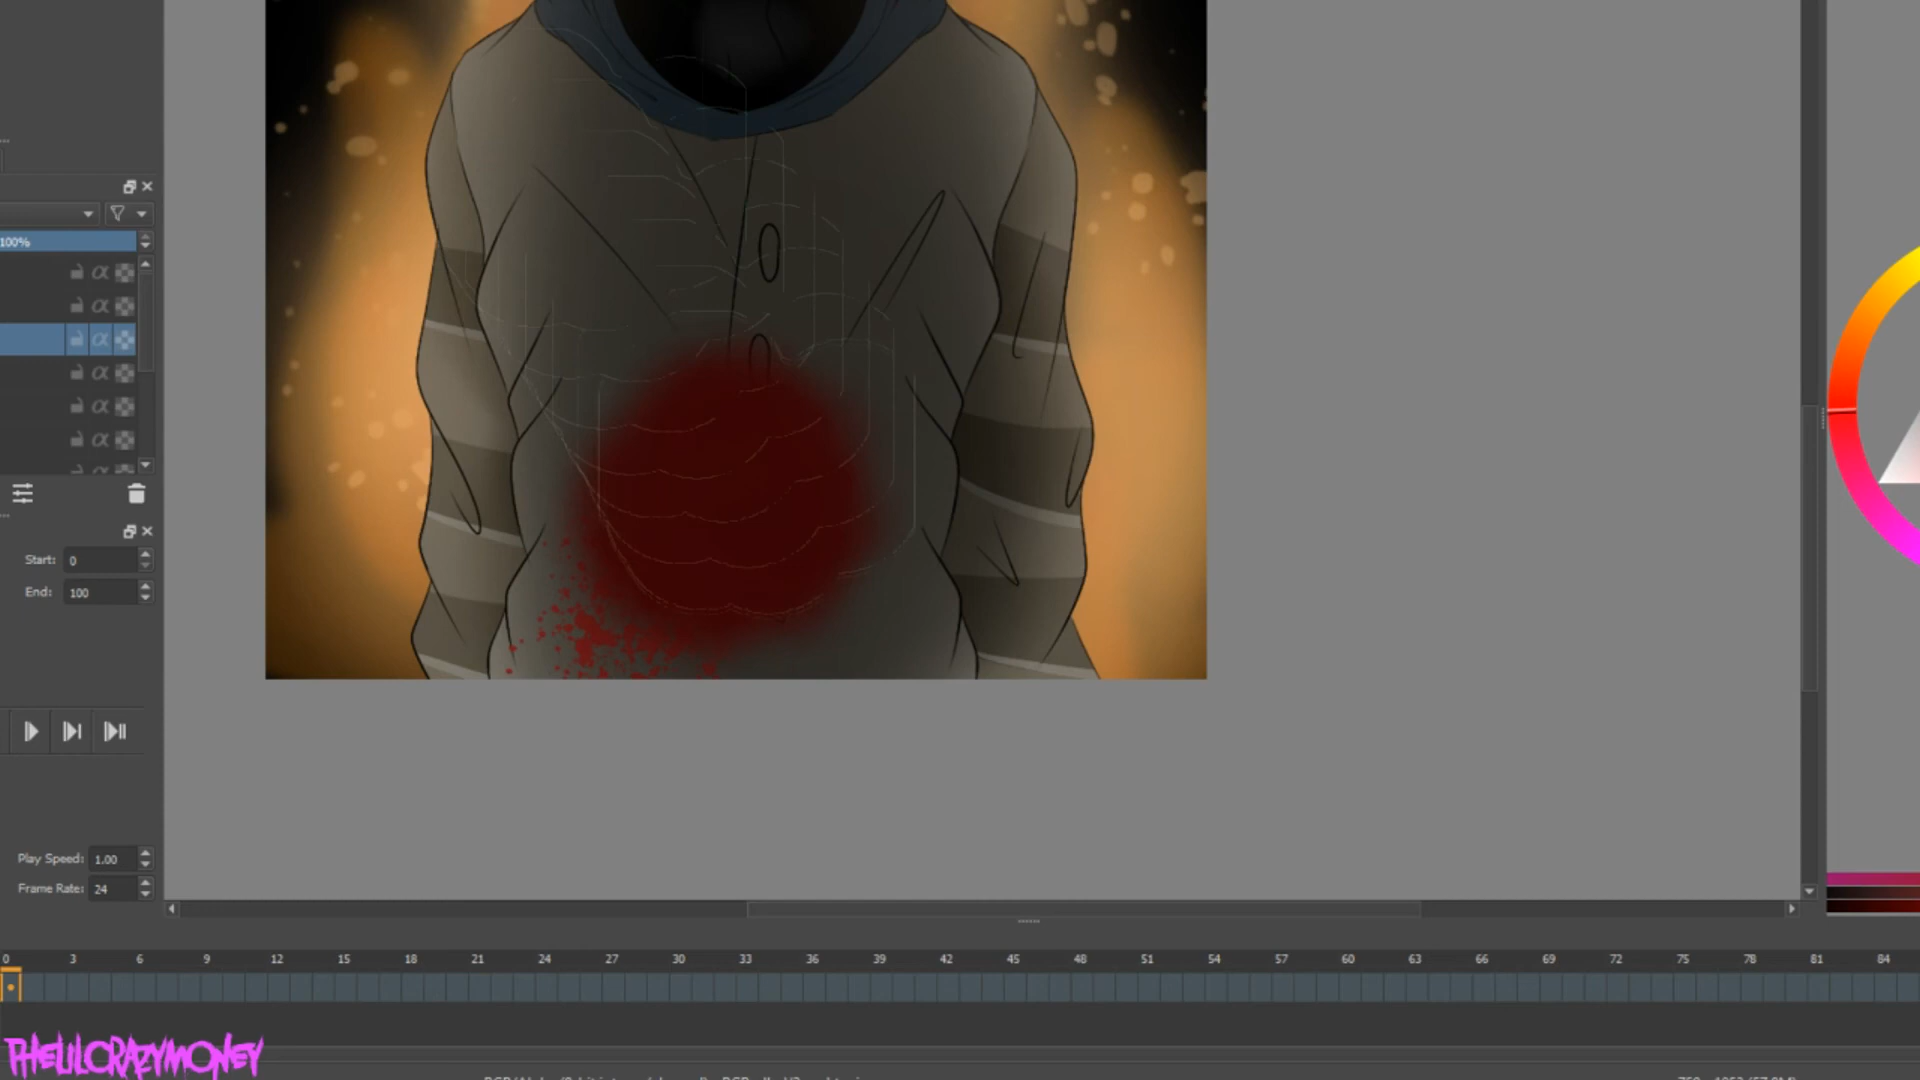 100%
Start: 0
End: 100
Play Speed: 1.00
Frame Rate: 24
0 3 6 9 12 15 18 21 24 27 30 33 36 39 42 45 48 51 54 57 60 63 66 69 72 75 78 81 84
THELILCRAZYMONEY